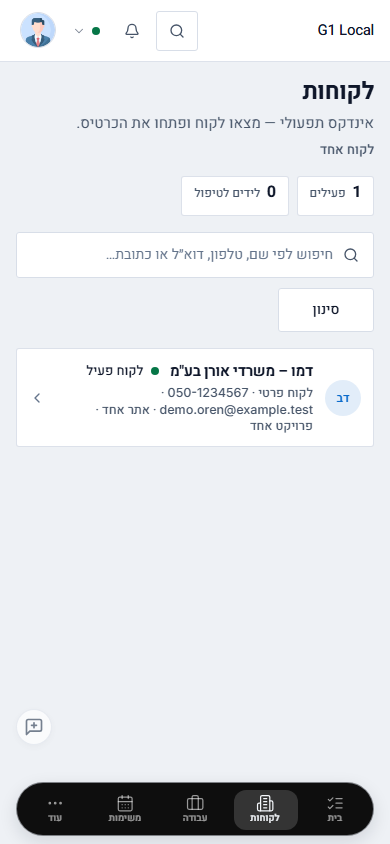 G1 Local
לקוחות
אינדקס תפעולי – מצאו לקוח ופתחו את הכרטיס.
לקוח אחד
1 פעילים
0 לידים לטיפול
חיפוש לפי שם, טלפון, דוא״ל או כתובת...
סינון
דב
דמו – משרדי אורן בע"מ
לקוח פעיל
לקוח פרטי · 050-1234567 ·
demo.oren@example.test · אתר אחד ·
פרויקט אחד
בית
לקוחות
עבודה
משימות
עוד